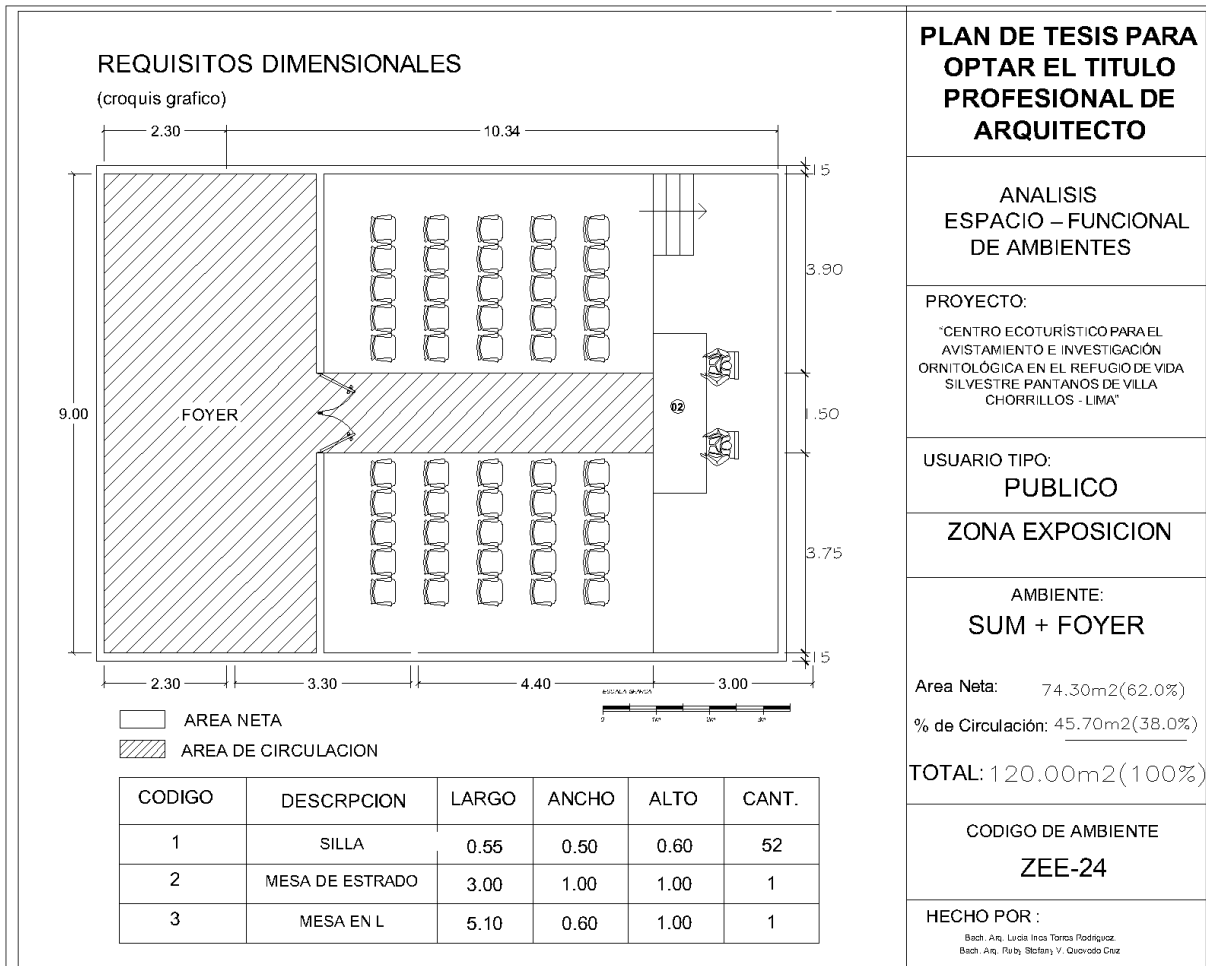 REQUISITOS DIMENSIONALES
(croquis grafico)
2.30
10.34
15
3.90
9.00
FOYER
02
1.50
3.75
15
2.30
3.30
4.40
3.00
0
AREA NETA
AREA DE CIRCULACION
CODIGO DESCRPCION LARGO ANCHO ALTO CANT.
1 SILLA 0.55 0.50 0.60 52
2 MESA DE ESTRADO 3.00 1.00 1.00 1
3 MESA EN L 5.10 0.60 1.00 1
PLAN DE TESIS PARA
OPTAR EL TITULO
PROFESIONAL DE
ARQUITECTO
ANALISIS
ESPACIO – FUNCIONAL
DE AMBIENTES
PROYECTO:
"CENTRO ECOTURÍSTICO PARA EL
AVISTAMIENTO E INVESTIGACIÓN
ORNITOLÓGICA EN EL REFUGIO DE VIDA
SILVESTRE PANTANOS DE VILLA
CHORRILLOS - LIMA"
USUARIO TIPO:
PUBLICO
ZONA EXPOSICION
AMBIENTE:
SUM + FOYER
Area Neta: 74.30m2(62.0%)
% de Circulación: 45.70m2(38.0%)
TOTAL: 120.00m2(100%)
CODIGO DE AMBIENTE
ZEE-24
HECHO POR :
Bach. Arq. Lucia Ines Torres Rodriguez.
Bach. Arq. Ruby Stefany V. Quevedo Cruz